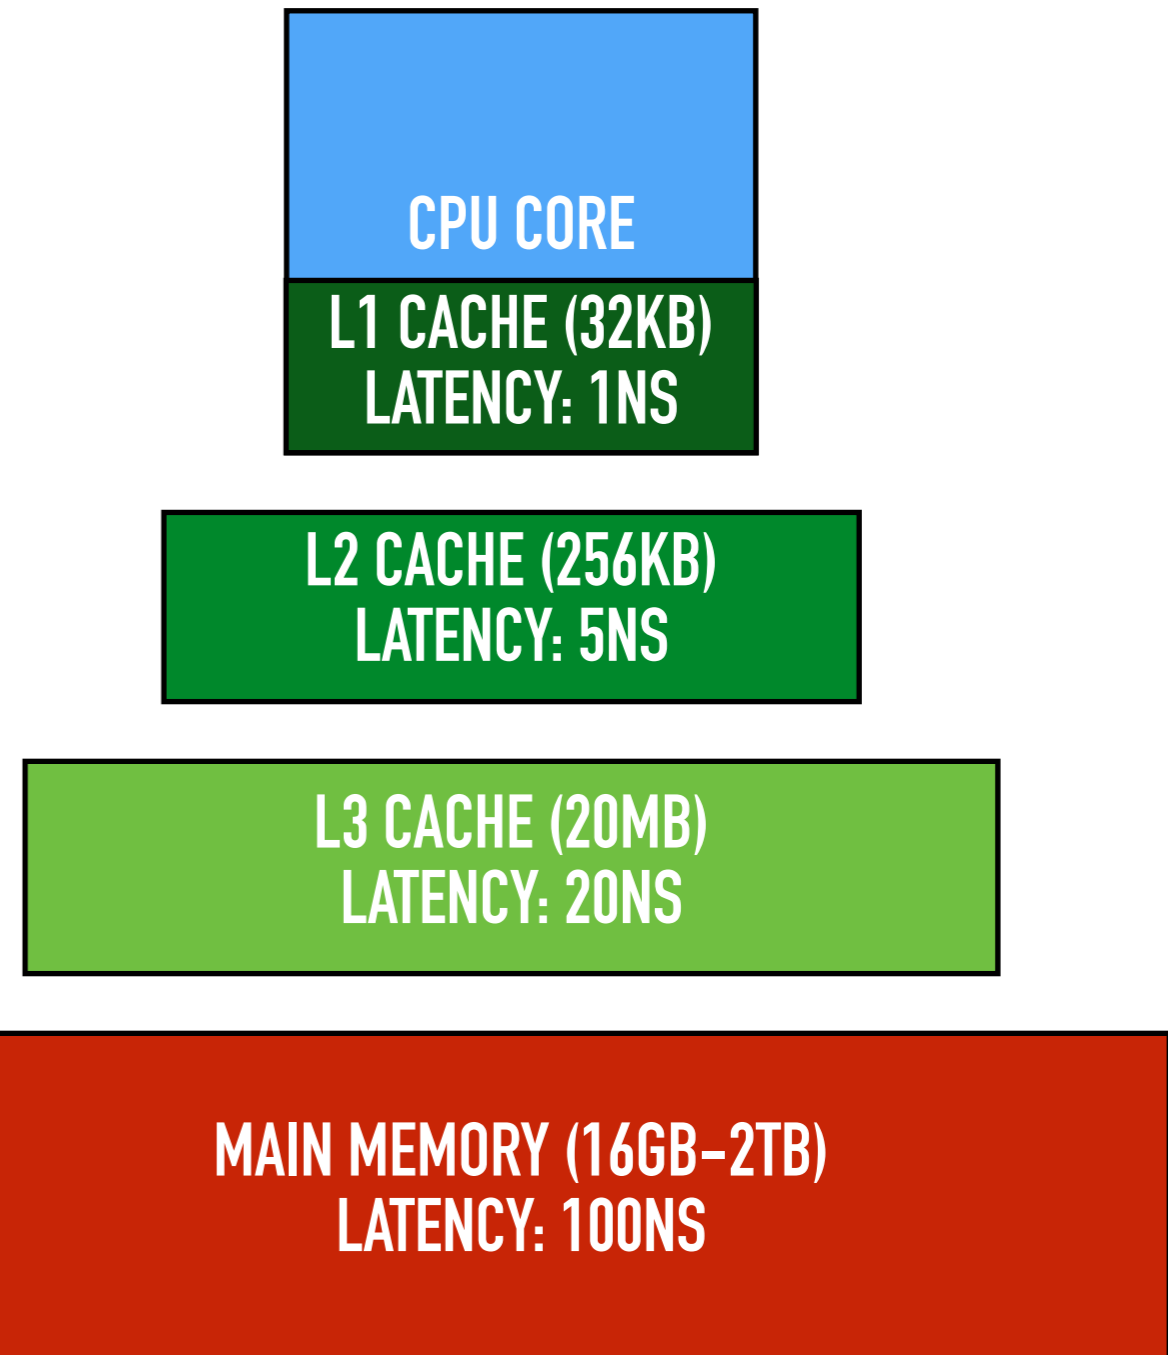 CPU CORE
L1 CACHE (32KB)
LATENCY: 1NS
L2 CACHE (256KB)
LATENCY: 5NS
L3 CACHE (20MB)
LATENCY: 20NS
MAIN MEMORY (16GB-2TB)
LATENCY: 100NS